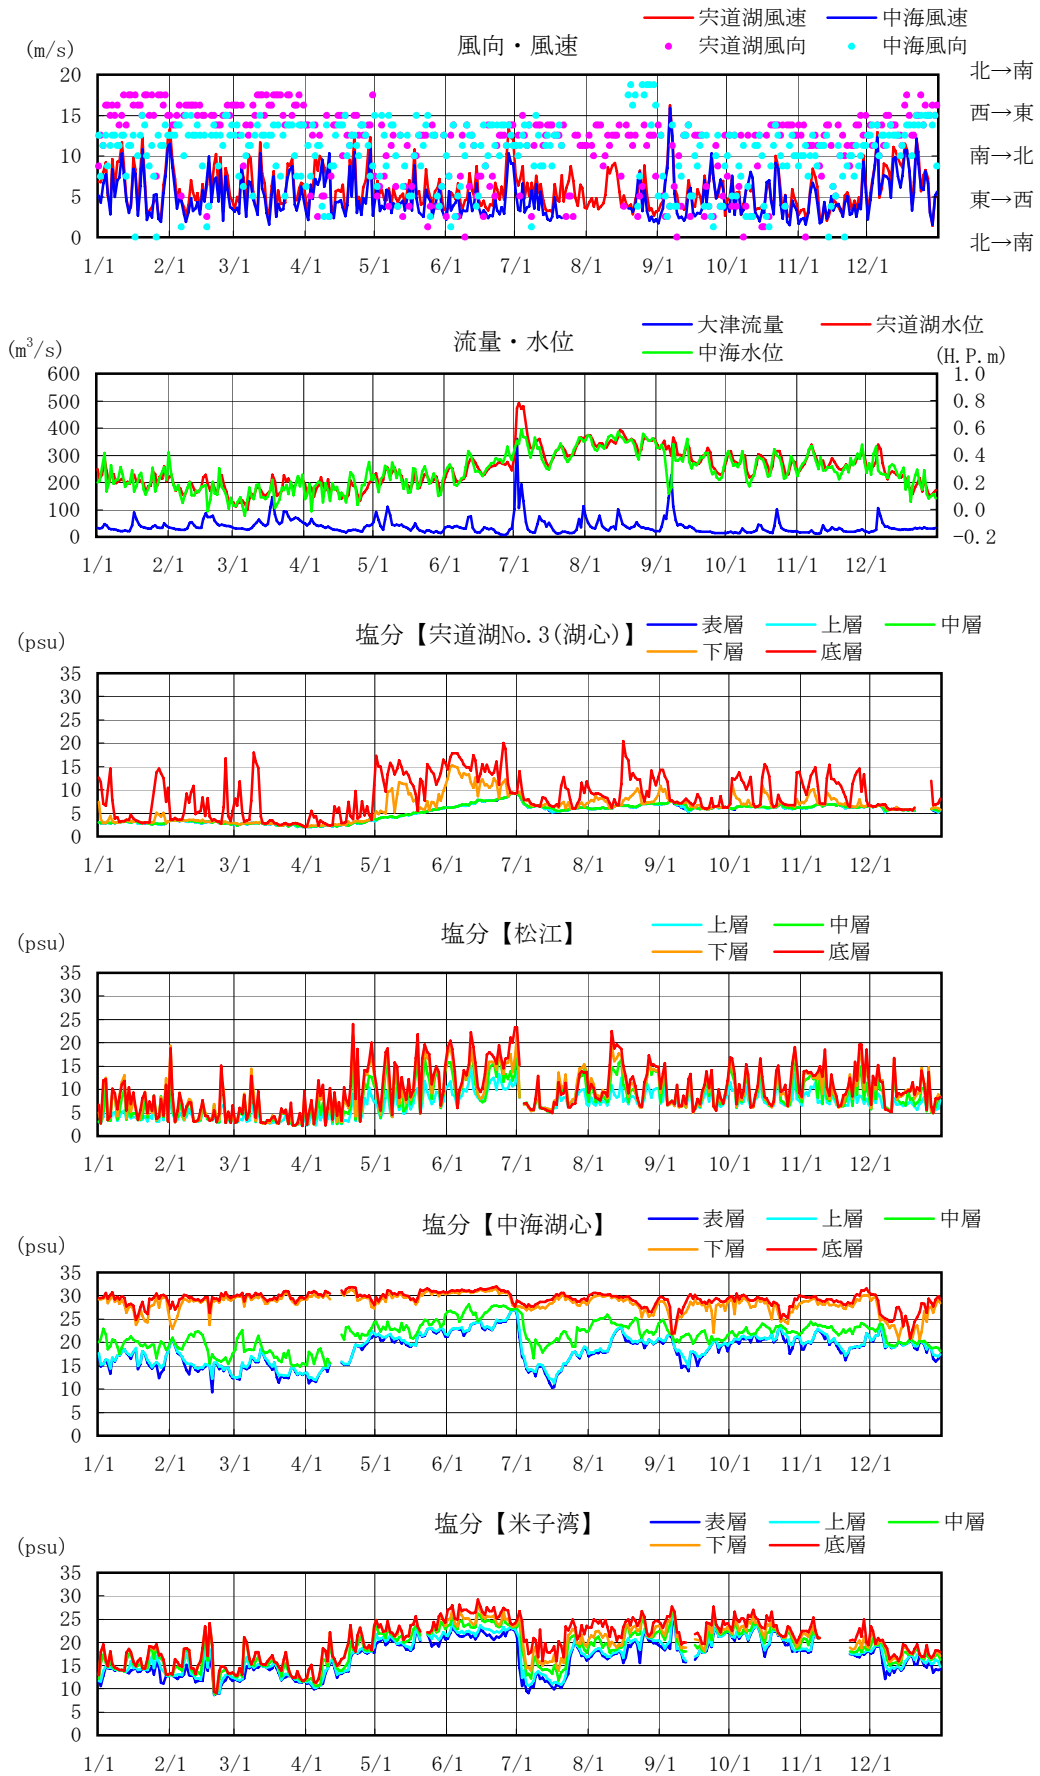 宍道湖風速 中海風速
(m/s) 風向・風速 宍道湖風向 中海風向
20 北→南
15 西→東
10 南→北
5 東→西
0 北→南
1/1 2/1 3/1 4/1 5/1 6/1 7/1 8/1 9/1 10/1 11/1 12/1
大津流量 宍道湖水位
(m³/s) 流量・水位 中海水位 (H.P.m)
600 1.0
500 0.8
400 0.6
300 0.4
200 0.2
100 0.0
0 -0.2
1/1 2/1 3/1 4/1 5/1 6/1 7/1 8/1 9/1 10/1 11/1 12/1
(psu) 塩分【宍道湖No.3(湖心)】 表層 上層 中層
下層 底層
35
30
25
20
15
10
5
0
1/1 2/1 3/1 4/1 5/1 6/1 7/1 8/1 9/1 10/1 11/1 12/1
(psu) 塩分【松江】 上層 中層
下層 底層
35
30
25
20
15
10
5
0
1/1 2/1 3/1 4/1 5/1 6/1 7/1 8/1 9/1 10/1 11/1 12/1
(psu) 塩分【中海湖心】 表層 上層 中層
下層 底層
35
30
25
20
15
10
5
0
1/1 2/1 3/1 4/1 5/1 6/1 7/1 8/1 9/1 10/1 11/1 12/1
(psu) 塩分【米子湾】 表層 上層 中層
下層 底層
35
30
25
20
15
10
5
0
1/1 2/1 3/1 4/1 5/1 6/1 7/1 8/1 9/1 10/1 11/1 12/1